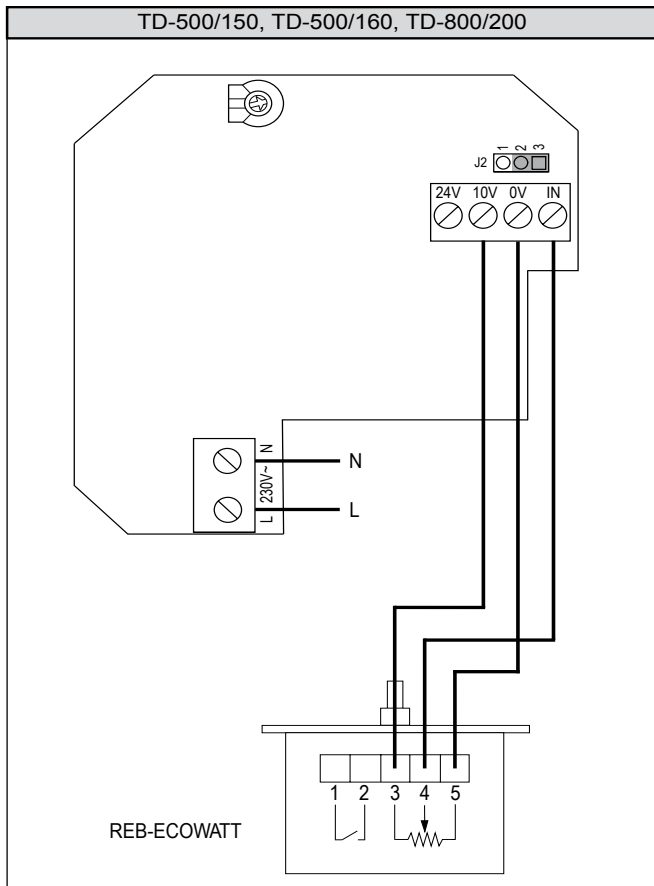 TD-500/150, TD-500/160, TD-800/200
J2 1 2 3
24V 10V 0V IN
N
230V~
L
N
L
1 2 3 4 5
REB-ECOWATT